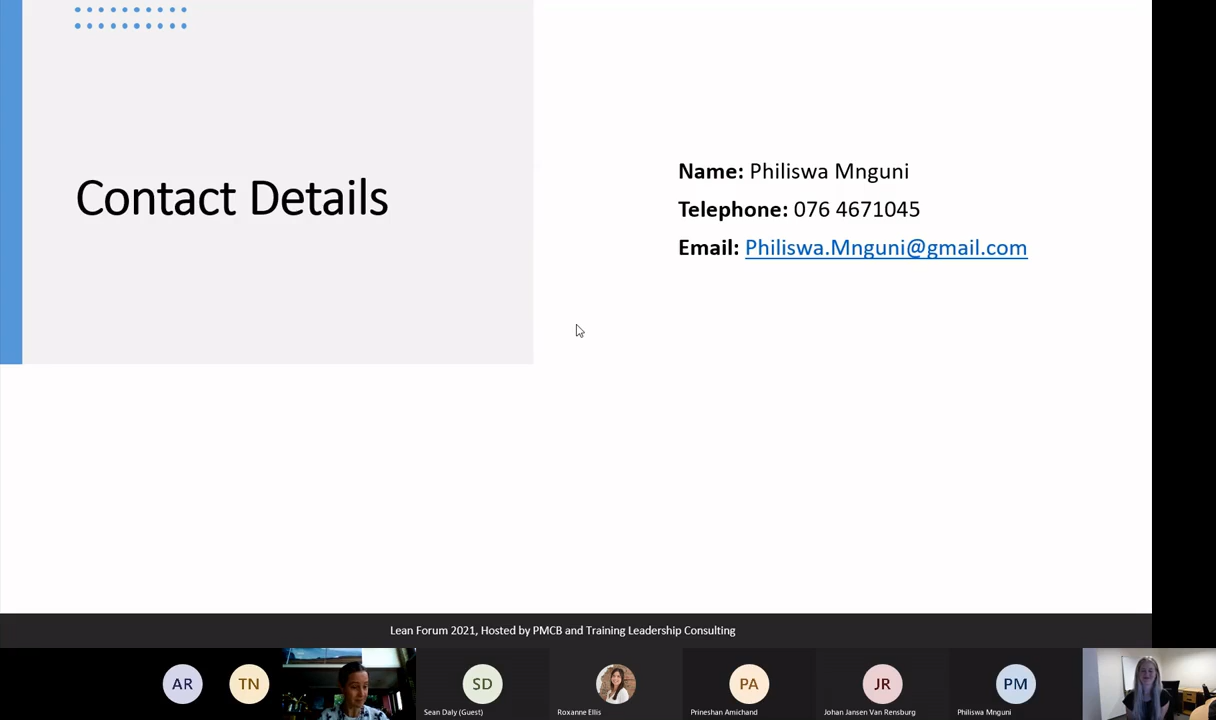 Contact Details
Name: Philiswa Mnguni
Telephone: 076 4671045
Email: Philiswa.Mnguni@gmail.com
Lean Forum 2021, Hosted by PMCB and Training Leadership Consulting
AR
TN
SD
PA
JR
PM
Sean Daly (Guest)
Roxanne Ellis
Prineshan Amichand
Johan Jansen Van Rensburg
Philiswa Mnguni